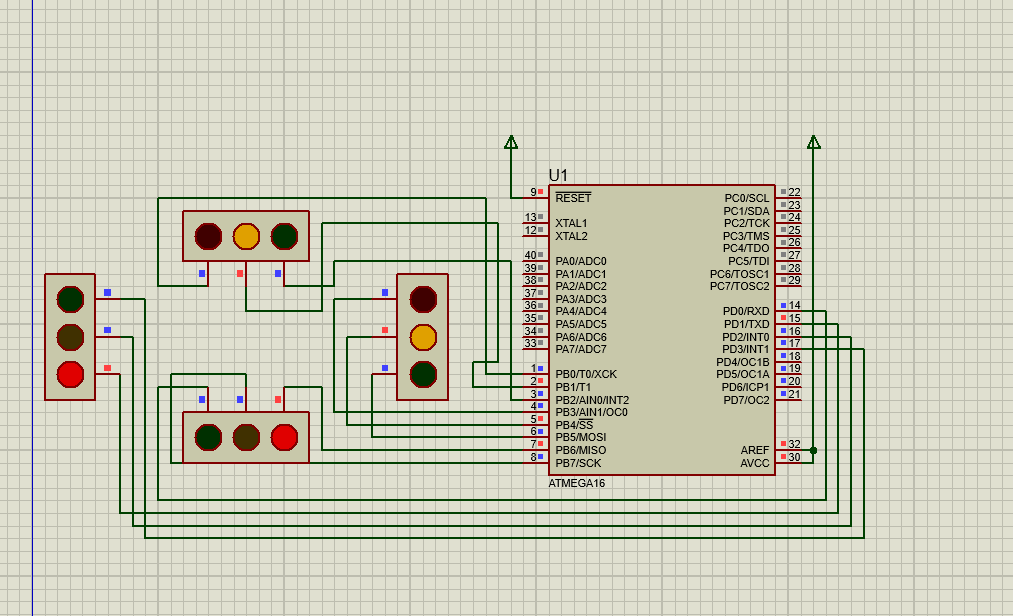 U1
9 RESET
13 XTAL1
12 XTAL2
40 PA0/ADC0
39 PA1/ADC1
38 PA2/ADC2
37 PA3/ADC3
36 PA4/ADC4
35 PA5/ADC5
34 PA6/ADC6
33 PA7/ADC7
1 PB0/T0/XCK
2 PB1/T1
3 PB2/AIN0/INT2
4 PB3/AIN1/OC0
5 PB4/SS
6 PB5/MOSI
7 PB6/MISO
8 PB7/SCK
PC0/SCL 22
PC1/SDA 23
PC2/TCK 24
PC3/TMS 25
PC4/TDO 26
PC5/TDI 27
PC6/TOSC1 28
PC7/TOSC2 29
PD0/RXD 14
PD1/TXD 15
PD2/INT0 16
PD3/INT1 17
PD4/OC1B 18
PD5/OC1A 19
PD6/ICP1 20
PD7/OC2 21
AREF 32
AVCC 30
ATMEGA16